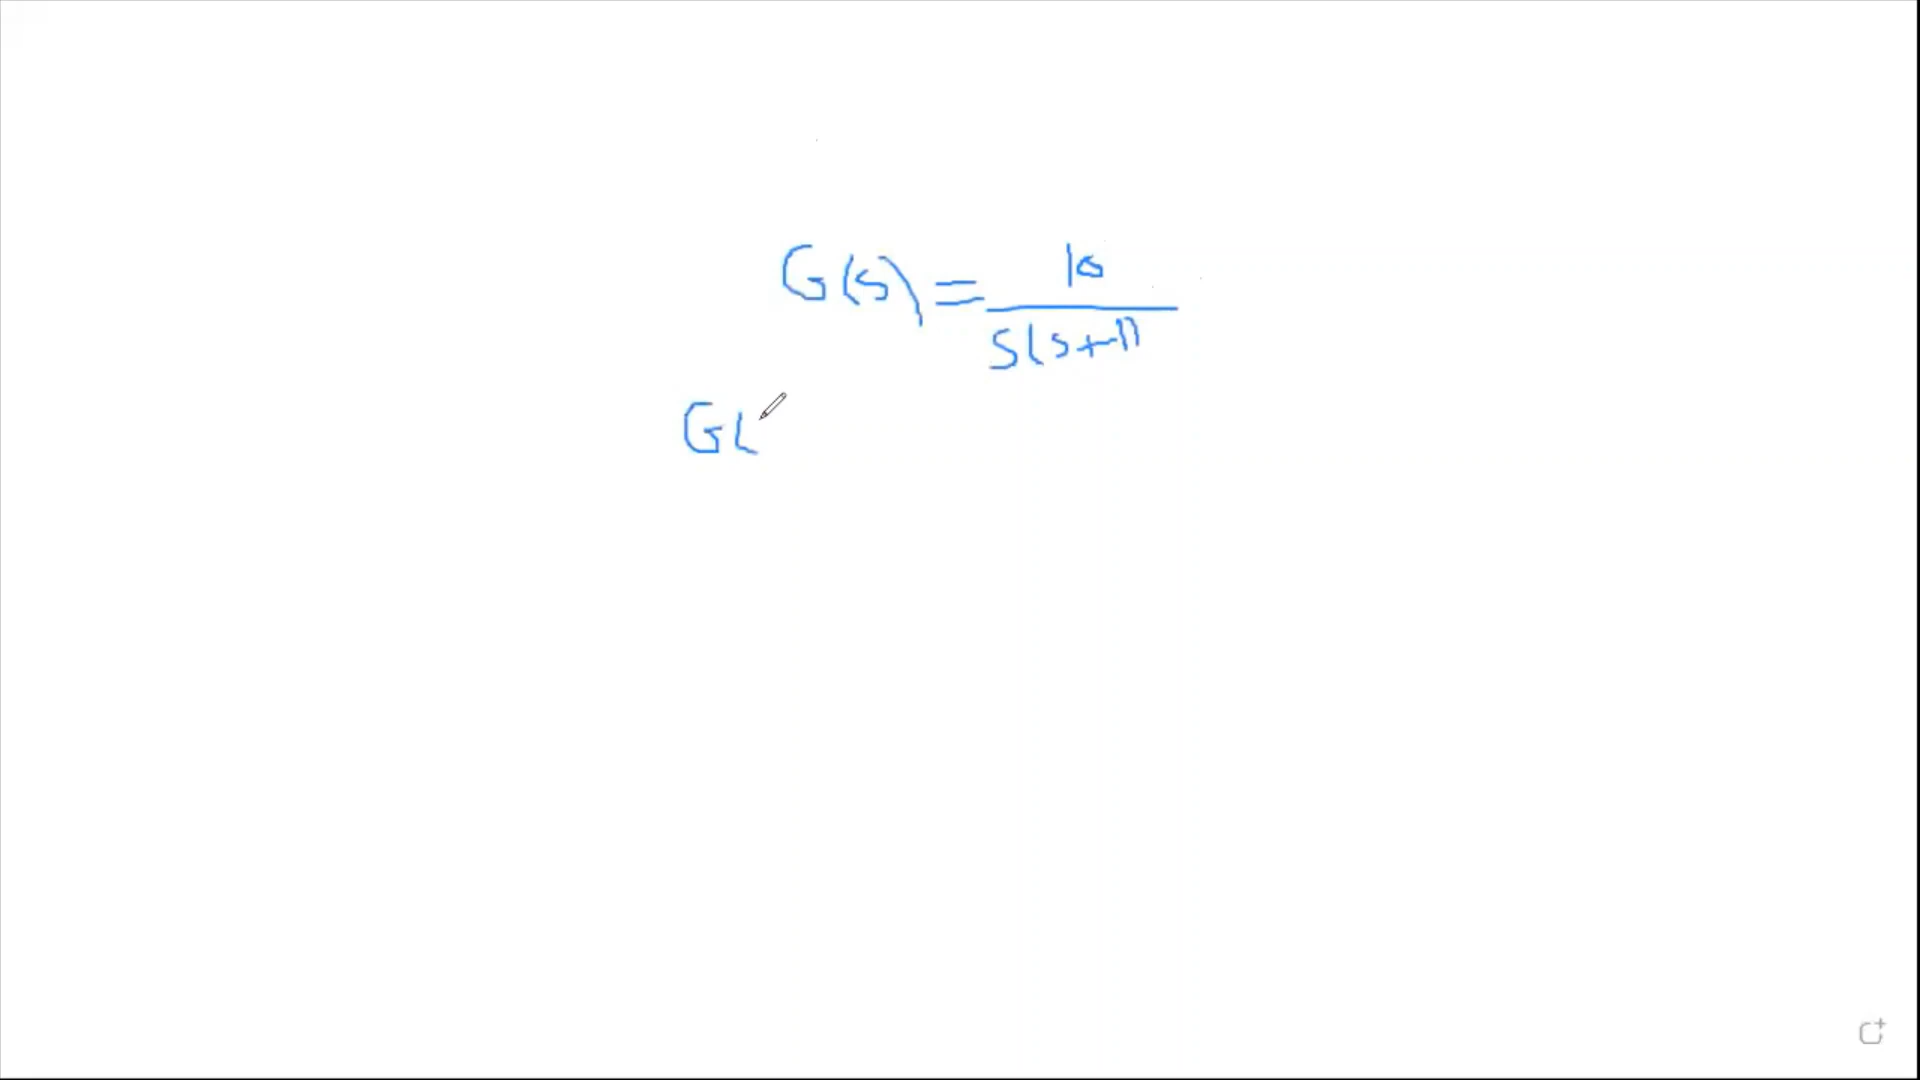 G(s) = 10 / s(s+1)
G(